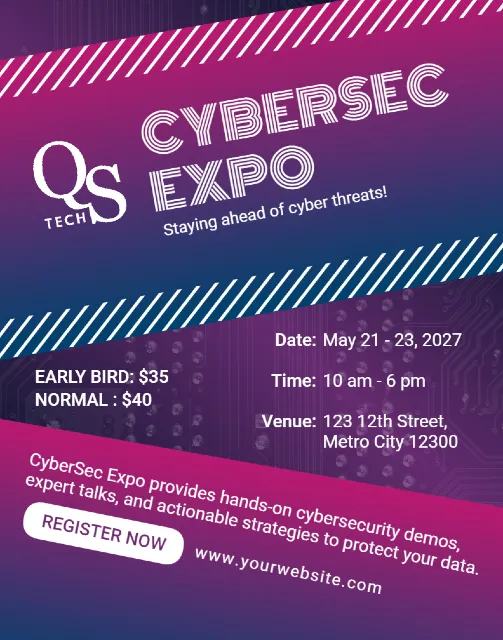 CYBERSEC
EXPO
QS
TECH
Staying ahead of cyber threats!
Date: May 21 - 23, 2027
EARLY BIRD: $35
NORMAL : $40
Time: 10 am - 6 pm
Venue: 123 12th Street,
Metro City 12300
CyberSec Expo provides hands-on cybersecurity demos,
expert talks, and actionable strategies to protect your data.
REGISTER NOW
www.yourwebsite.com